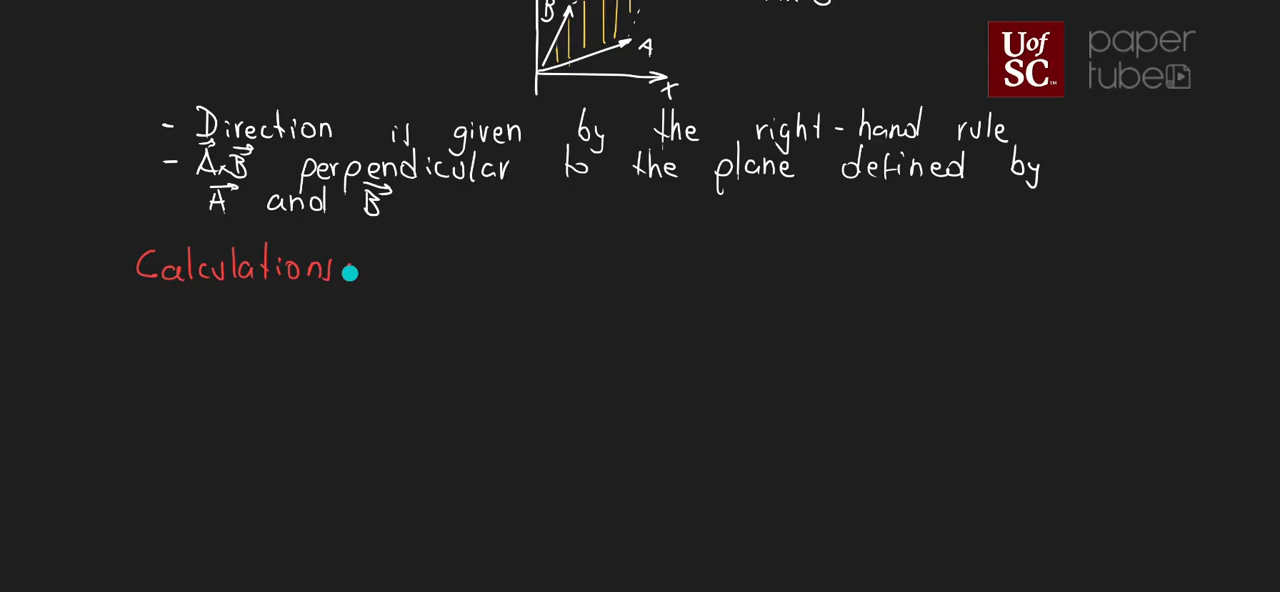 B
A
x
UofSC
paper tube
- Direction is given by the right-hand rule
- A×B perpendicular to the plane defined by
A and B
Calculations